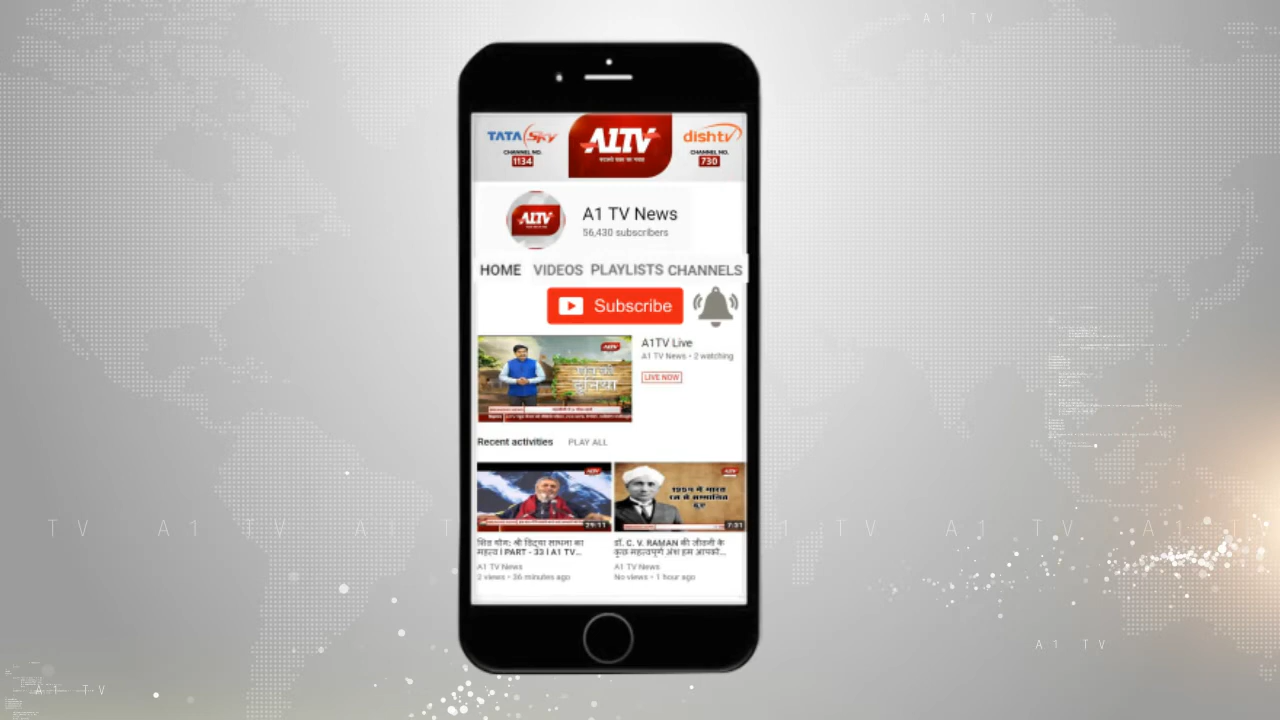 A1 TV
TATA Sky
CHANNEL NO.
1134
A1TV
dishtv
CHANNEL NO.
730
A1TV
A1 TV News
56,430 subscribers
HOME VIDEOS PLAYLISTS CHANNELS
Subscribe
A1TV Live
A1 TV News • 2 watching
LIVE NOW
दुनिया
Recent activities PLAY ALL
1954 में भारत
रत्न से सम्मानित
हुए
29:11
7:31
शिव योग: श्री विद्या साधना का
महत्व I PART - 33 I A1 TV...
A1 TV News
2 views • 36 minutes ago
डॉ. C. V. RAMAN की जीवनी के
कुछ महत्वपूर्ण अंश हम आपको...
A1 TV News
No views • 1 hour ago
TV A1 TV A 1 TV A1 TV A1 T
A1 TV
A1 TV